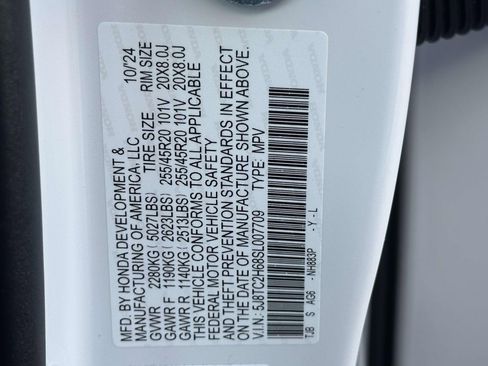 MFD. BY HONDA DEVELOPMENT & 10/24
MANUFACTURING OF AMERICA, LLC
TIRE SIZE RIM SIZE
GVWR 2280KG (5027LBS)
GAWR F 1190KG (2623LBS) 255/45R20 101V 20X8.0J
GAWR R 1140KG (2513LBS) 255/45R20 101V 20X8.0J
THIS VEHICLE CONFORMS TO ALL APPLICABLE
FEDERAL MOTOR VEHICLE SAFETY
AND THEFT PREVENTION STANDARDS IN EFFECT
ON THE DATE OF MANUFACTURE SHOWN ABOVE.
V.I.N: 5J8TC2H68SL007709 TYPE: MPV
TJB S AG6 -NH883P -Y-L